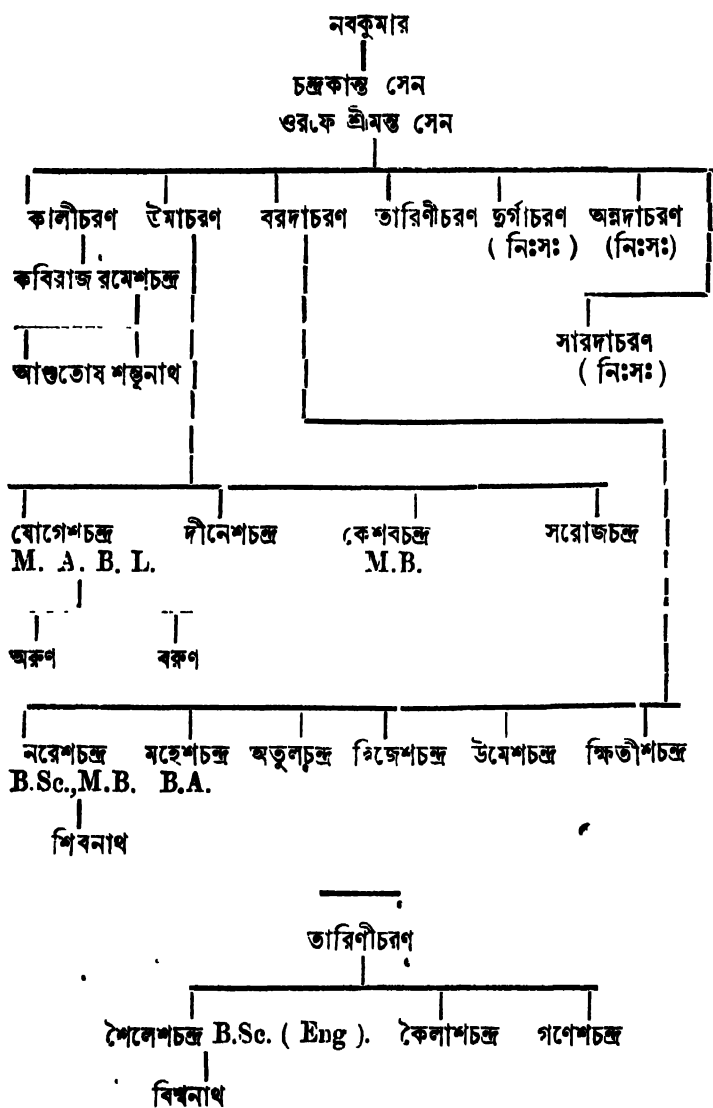 নবকুমার
চন্দ্রকান্ত সেন
ওরফে শ্রীমন্ত সেন
কালীচরণ উমাচরণ বরদাচরণ তারিণীচরণ দুর্গাচরণ অন্নদাচরণ
( নিঃসঃ ) (নিঃসঃ)
কবিরাজ রমেশচন্দ্র
সারদাচরণ
( নিঃসঃ )
আশুতোষ শম্ভূনাথ
যোগেশচন্দ্র দীনেশচন্দ্র কেশবচন্দ্র সরোজচন্দ্র
M. A. B. L. M.B.
অরুণ বরুণ
নরেশচন্দ্র মহেশচন্দ্র অতুলচন্দ্র দ্বিজেশচন্দ্র উমেশচন্দ্র ক্ষিতীশচন্দ্র
B.Sc.,M.B. B.A.
শিবনাথ
তারিণীচরণ
শৈলেশচন্দ্র B.Sc. ( Eng ). কৈলাশচন্দ্র গণেশচন্দ্র
বিশ্বনাথ